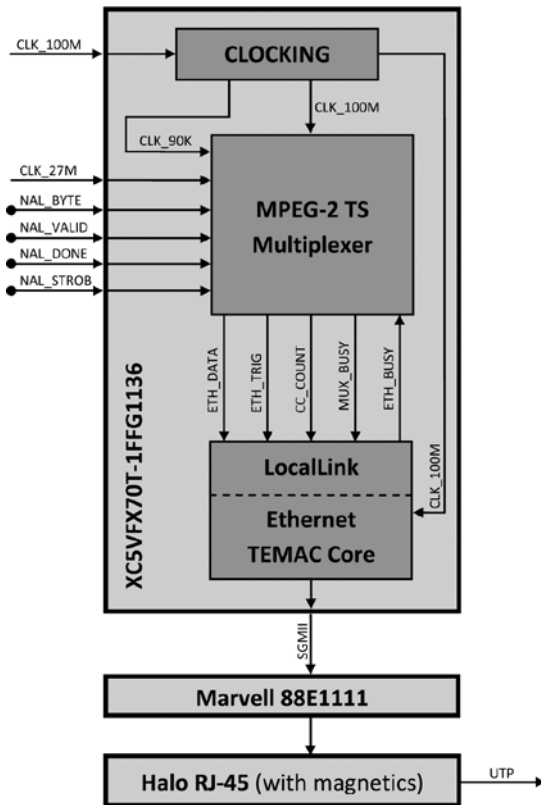 CLK_100M
CLOCKING
CLK_100M
CLK_90K
CLK_27M
NAL_BYTE
NAL_VALID
NAL_DONE
NAL_STROB
MPEG-2 TS
Multiplexer
ETH_DATA
ETH_TRIG
CC_COUNT
MUX_BUSY
ETH_BUSY
CLK_100M
XC5VFX70T-1FFG1136
LocalLink
Ethernet
TEMAC Core
SGMII
Marvell 88E1111
Halo RJ-45 (with magnetics)
UTP